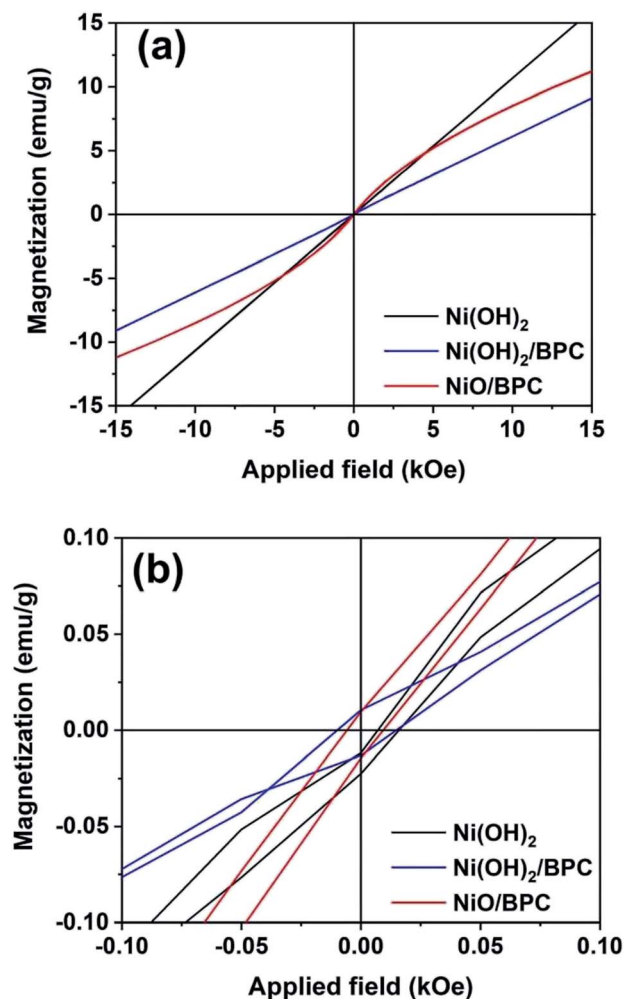 (a)
Magnetization (emu/g)
15
10
5
0
-5
-10
-15
Ni(OH)₂
Ni(OH)₂/BPC
NiO/BPC
-15 -10 -5 0 5 10 15
Applied field (kOe)
(b)
Magnetization (emu/g)
0.10
0.05
0.00
-0.05
-0.10
Ni(OH)₂
Ni(OH)₂/BPC
NiO/BPC
-0.10 -0.05 0.00 0.05 0.10
Applied field (kOe)